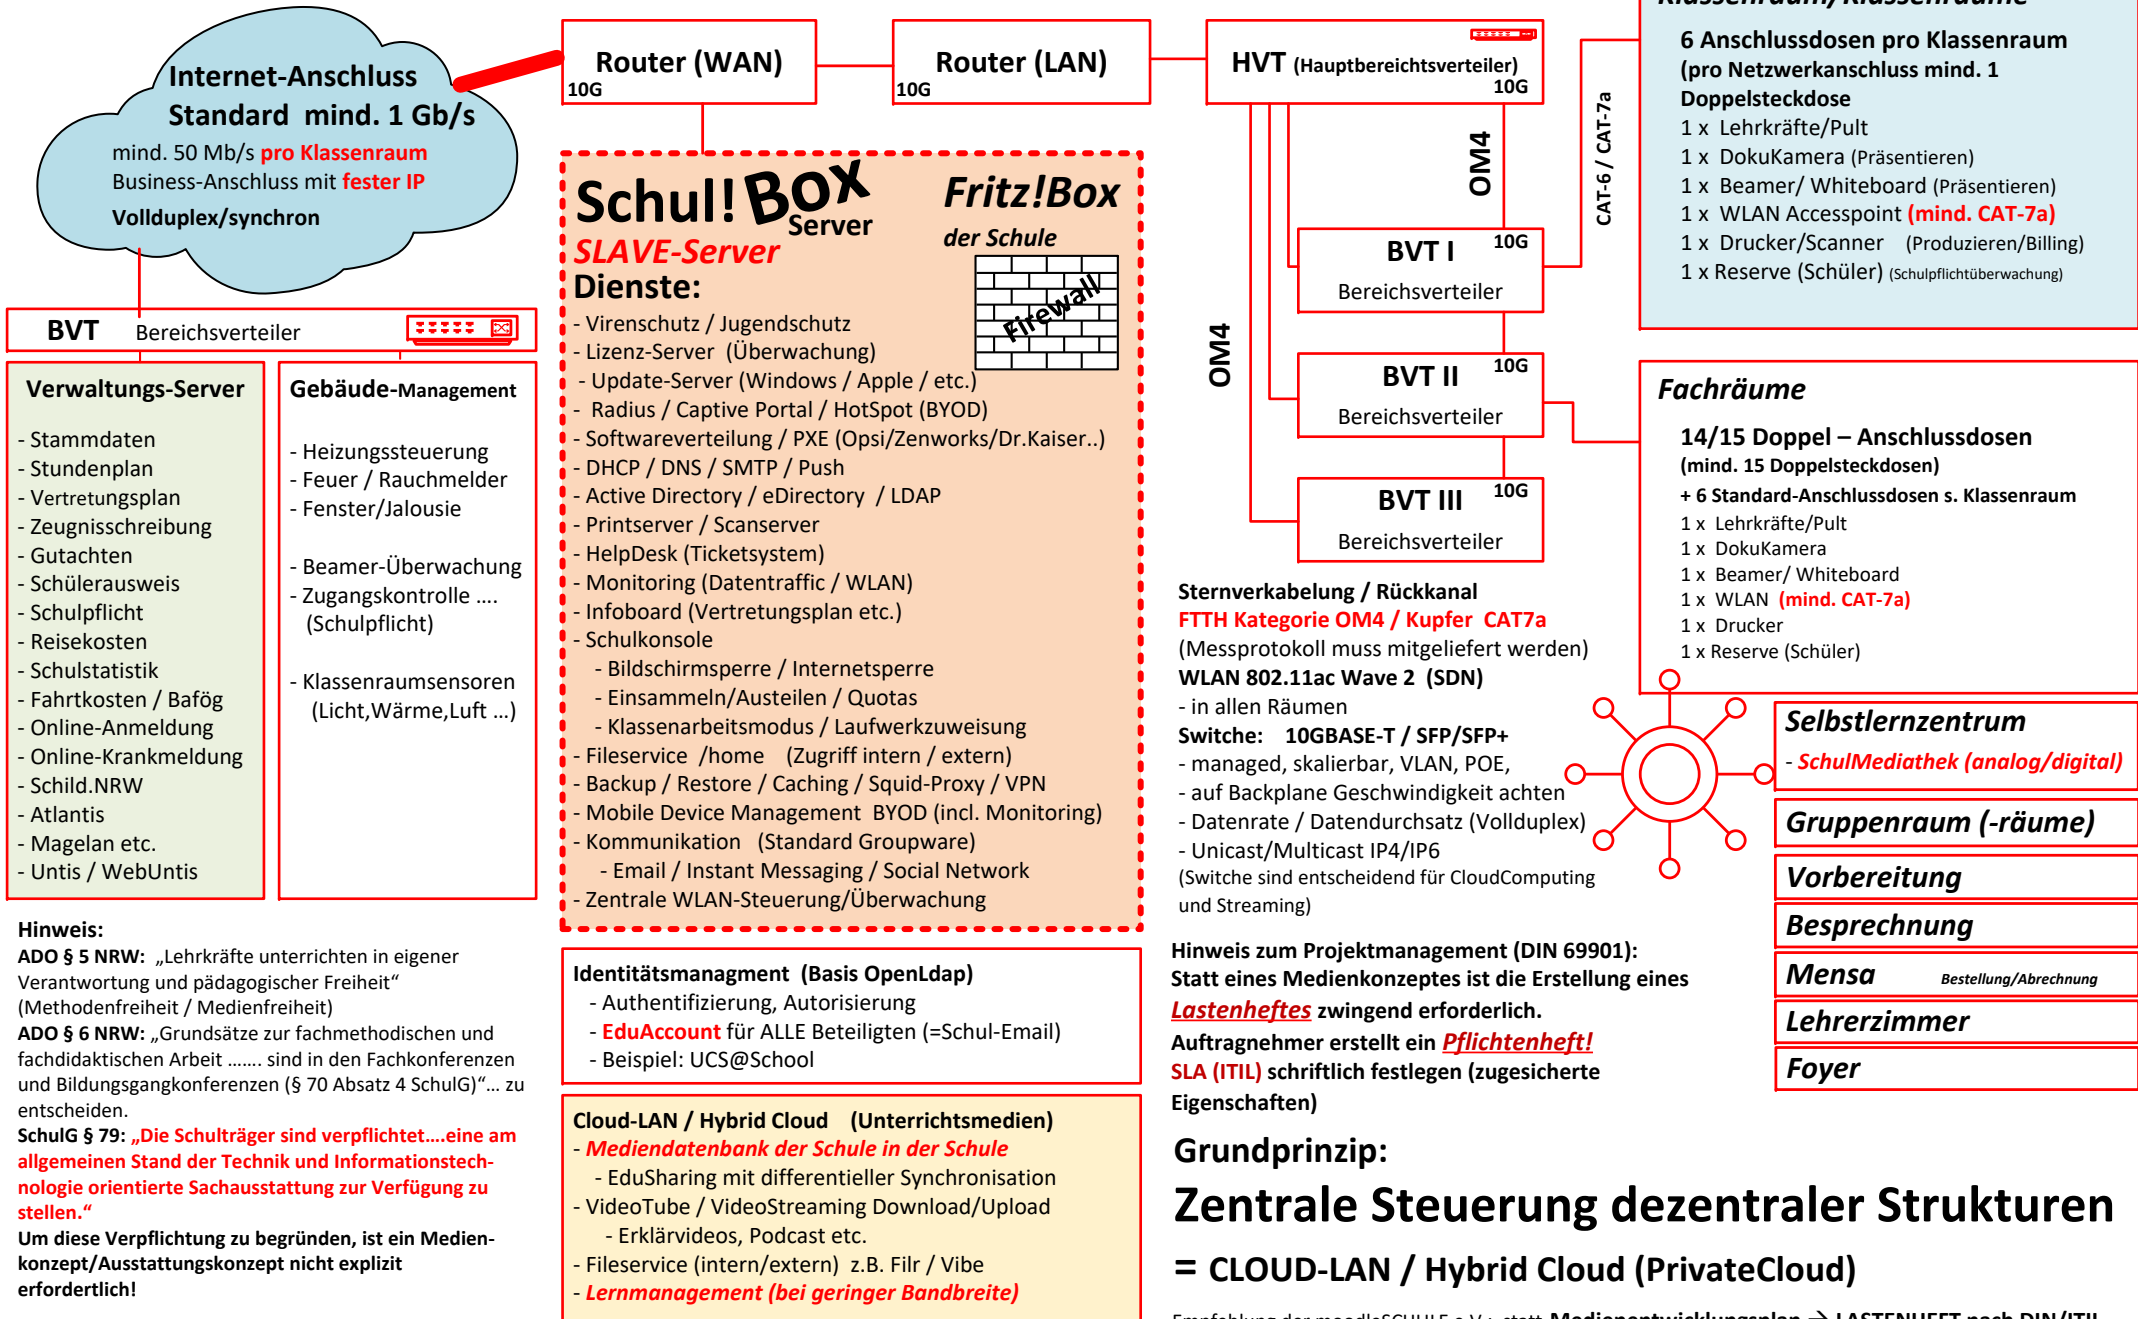 Internet-Anschluss
Standard mind. 1 Gb/s
mind. 50 Mb/s pro Klassenraum
Business-Anschluss mit fester IP
Vollduplex/synchron
BVT Bereichsverteiler
Verwaltungs-Server
- Stammdaten
- Stundenplan
- Vertretungsplan
- Zeugnisschreibung
- Gutachten
- Schülerausweis
- Schulpflicht
- Reisekosten
- Schulstatistik
- Fahrtkosten / Bafög
- Online-Anmeldung
- Online-Krankmeldung
- Schild.NRW
- Atlantis
- Magelan etc.
- Untis / WebUntis
Gebäude-Management
- Heizungssteuerung
- Feuer / Rauchmelder
- Fenster/Jalousie
- Beamer-Überwachung
- Zugangskontrolle ....
(Schulpflicht)
- Klassenraumsensoren
(Licht,Wärme,Luft ...)
Hinweis:
ADO § 5 NRW: „Lehrkräfte unterrichten in eigener
Verantwortung und pädagogischer Freiheit“
(Methodenfreiheit / Medienfreiheit)
ADO § 6 NRW: „Grundsätze zur fachmethodischen und
fachdidaktischen Arbeit ……. sind in den Fachkonferenzen
und Bildungsgangkonferenzen (§ 70 Absatz 4 SchulG)“… zu
entscheiden.
SchulG § 79: „Die Schulträger sind verpflichtet….eine am
allgemeinen Stand der Technik und Informationstech-
nologie orientierte Sachausstattung zur Verfügung zu
stellen.“
Um diese Verpflichtung zu begründen, ist ein Medien-
konzept/Ausstattungskonzept nicht explizit
erfordertlich!
Router (WAN)
10G
Router (LAN)
10G
HVT (Hauptbereichtsverteiler)
10G
Schul!Box
Server
Fritz!Box
der Schule
SLAVE-Server
Firewall
Dienste:
- Virenschutz / Jugendschutz
- Lizenz-Server (Überwachung)
- Update-Server (Windows / Apple / etc.)
- Radius / Captive Portal / HotSpot (BYOD)
- Softwareverteilung / PXE (Opsi/Zenworks/Dr.Kaiser..)
- DHCP / DNS / SMTP / Push
- Active Directory / eDirectory / LDAP
- Printserver / Scanserver
- HelpDesk (Ticketsystem)
- Monitoring (Datentraffic / WLAN)
- Infoboard (Vertretungsplan etc.)
- Schulkonsole
- Bildschirmsperre / Internetsperre
- Einsammeln/Austeilen / Quotas
- Klassenarbeitsmodus / Laufwerkzuweisung
- Fileservice /home (Zugriff intern / extern)
- Backup / Restore / Caching / Squid-Proxy / VPN
- Mobile Device Management BYOD (incl. Monitoring)
- Kommunikation (Standard Groupware)
- Email / Instant Messaging / Social Network
- Zentrale WLAN-Steuerung/Überwachung
Identitätsmanagment (Basis OpenLdap)
- Authentifizierung, Autorisierung
- EduAccount für ALLE Beteiligten (=Schul-Email)
- Beispiel: UCS@School
Cloud-LAN / Hybrid Cloud (Unterrichtsmedien)
- Mediendatenbank der Schule in der Schule
- EduSharing mit differentieller Synchronisation
- VideoTube / VideoStreaming Download/Upload
- Erklärvideos, Podcast etc.
- Fileservice (intern/extern) z.B. Filr / Vibe
- Lernmanagement (bei geringer Bandbreite)
OM4
OM4
CAT-6 / CAT-7a
BVT I 10G
Bereichsverteiler
BVT II 10G
Bereichsverteiler
BVT III 10G
Bereichsverteiler
Sternverkabelung / Rückkanal
FTTH Kategorie OM4 / Kupfer CAT7a
(Messprotokoll muss mitgeliefert werden)
WLAN 802.11ac Wave 2 (SDN)
- in allen Räumen
Switche: 10GBASE-T / SFP/SFP+
- managed, skalierbar, VLAN, POE,
- auf Backplane Geschwindigkeit achten
- Datenrate / Datendurchsatz (Vollduplex)
- Unicast/Multicast IP4/IP6
(Switche sind entscheidend für CloudComputing
und Streaming)
Hinweis zum Projektmanagement (DIN 69901):
Statt eines Medienkonzeptes ist die Erstellung eines
Lastenheftes zwingend erforderlich.
Auftragnehmer erstellt ein Pflichtenheft!
SLA (ITIL) schriftlich festlegen (zugesicherte
Eigenschaften)
Klassenraum/Klassenräume
6 Anschlussdosen pro Klassenraum
(pro Netzwerkanschluss mind. 1
Doppelsteckdose
1 x Lehrkräfte/Pult
1 x DokuKamera (Präsentieren)
1 x Beamer/ Whiteboard (Präsentieren)
1 x WLAN Accesspoint (mind. CAT-7a)
1 x Drucker/Scanner (Produzieren/Billing)
1 x Reserve (Schüler) (Schulpflichtüberwachung)
Fachräume
14/15 Doppel – Anschlussdosen
(mind. 15 Doppelsteckdosen)
+ 6 Standard-Anschlussdosen s. Klassenraum
1 x Lehrkräfte/Pult
1 x DokuKamera
1 x Beamer/ Whiteboard
1 x WLAN (mind. CAT-7a)
1 x Drucker
1 x Reserve (Schüler)
Selbstlernzentrum
- SchulMediathek (analog/digital)
Gruppenraum (-räume)
Vorbereitung
Besprechnung
Mensa Bestellung/Abrechnung
Lehrerzimmer
Foyer
Grundprinzip:
Zentrale Steuerung dezentraler Strukturen
= CLOUD-LAN / Hybrid Cloud (PrivateCloud)
Empfehlung der moodleSCHULE e.V.: statt Medienentwicklungsplan → LASTENHEFT nach DIN/ITIL